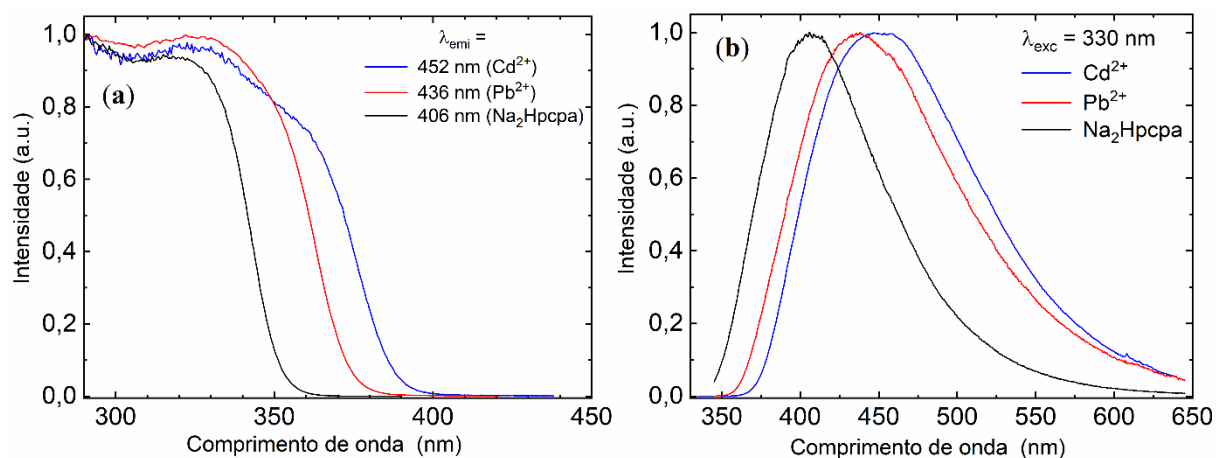 (a)
λemi =
452 nm (Cd²⁺)
436 nm (Pb²⁺)
406 nm (Na₂Hpcpa)
Intensidade (a.u.)
1,0
0,8
0,6
0,4
0,2
0,0
300 350 400 450
Comprimento de onda (nm)
(b)
λexc = 330 nm
Cd²⁺
Pb²⁺
Na₂Hpcpa
Intensidade (a.u.)
1,0
0,8
0,6
0,4
0,2
0,0
350 400 450 500 550 600 650
Comprimento de onda (nm)